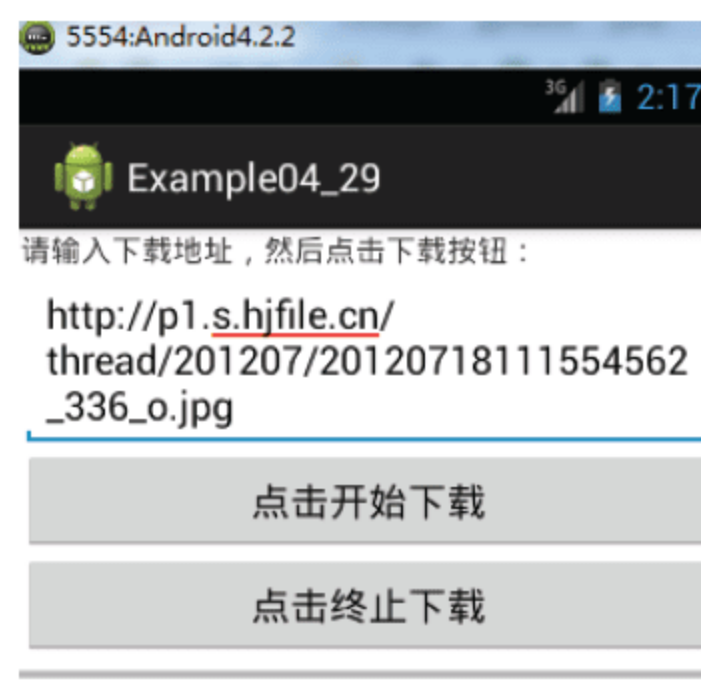 5554:Android4.2.2
3G 2:17
Example04_29
请输入下载地址，然后点击下载按钮：
http://p1.s.hjfile.cn/
thread/201207/20120718111554562
_336_o.jpg
点击开始下载
点击终止下载